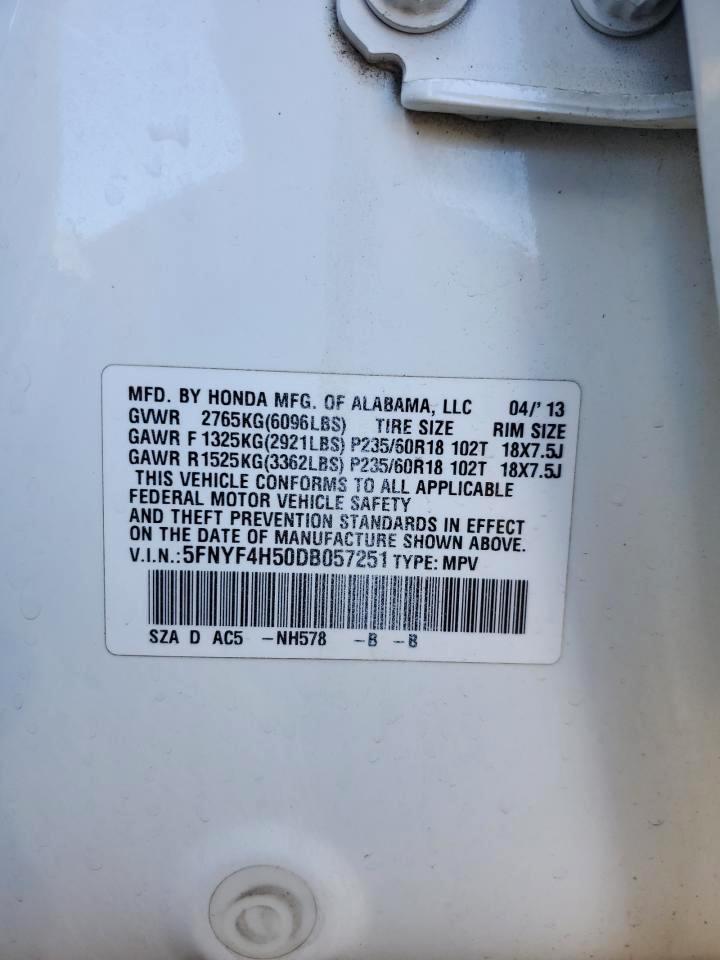 MFD. BY HONDA MFG. OF ALABAMA, LLC 04/'13
GVWR 2765KG(6096LBS) TIRE SIZE RIM SIZE
GAWR F 1325KG(2921LBS) P235/60R18 102T 18X7.5J
GAWR R1525KG(3362LBS) P235/60R18 102T 18X7.5J
THIS VEHICLE CONFORMS TO ALL APPLICABLE
FEDERAL MOTOR VEHICLE SAFETY
AND THEFT PREVENTION STANDARDS IN EFFECT
ON THE DATE OF MANUFACTURE SHOWN ABOVE.
V.I.N.:5FNYF4H50DB057251 TYPE: MPV
SZA D AC5 -NH578 -B -B